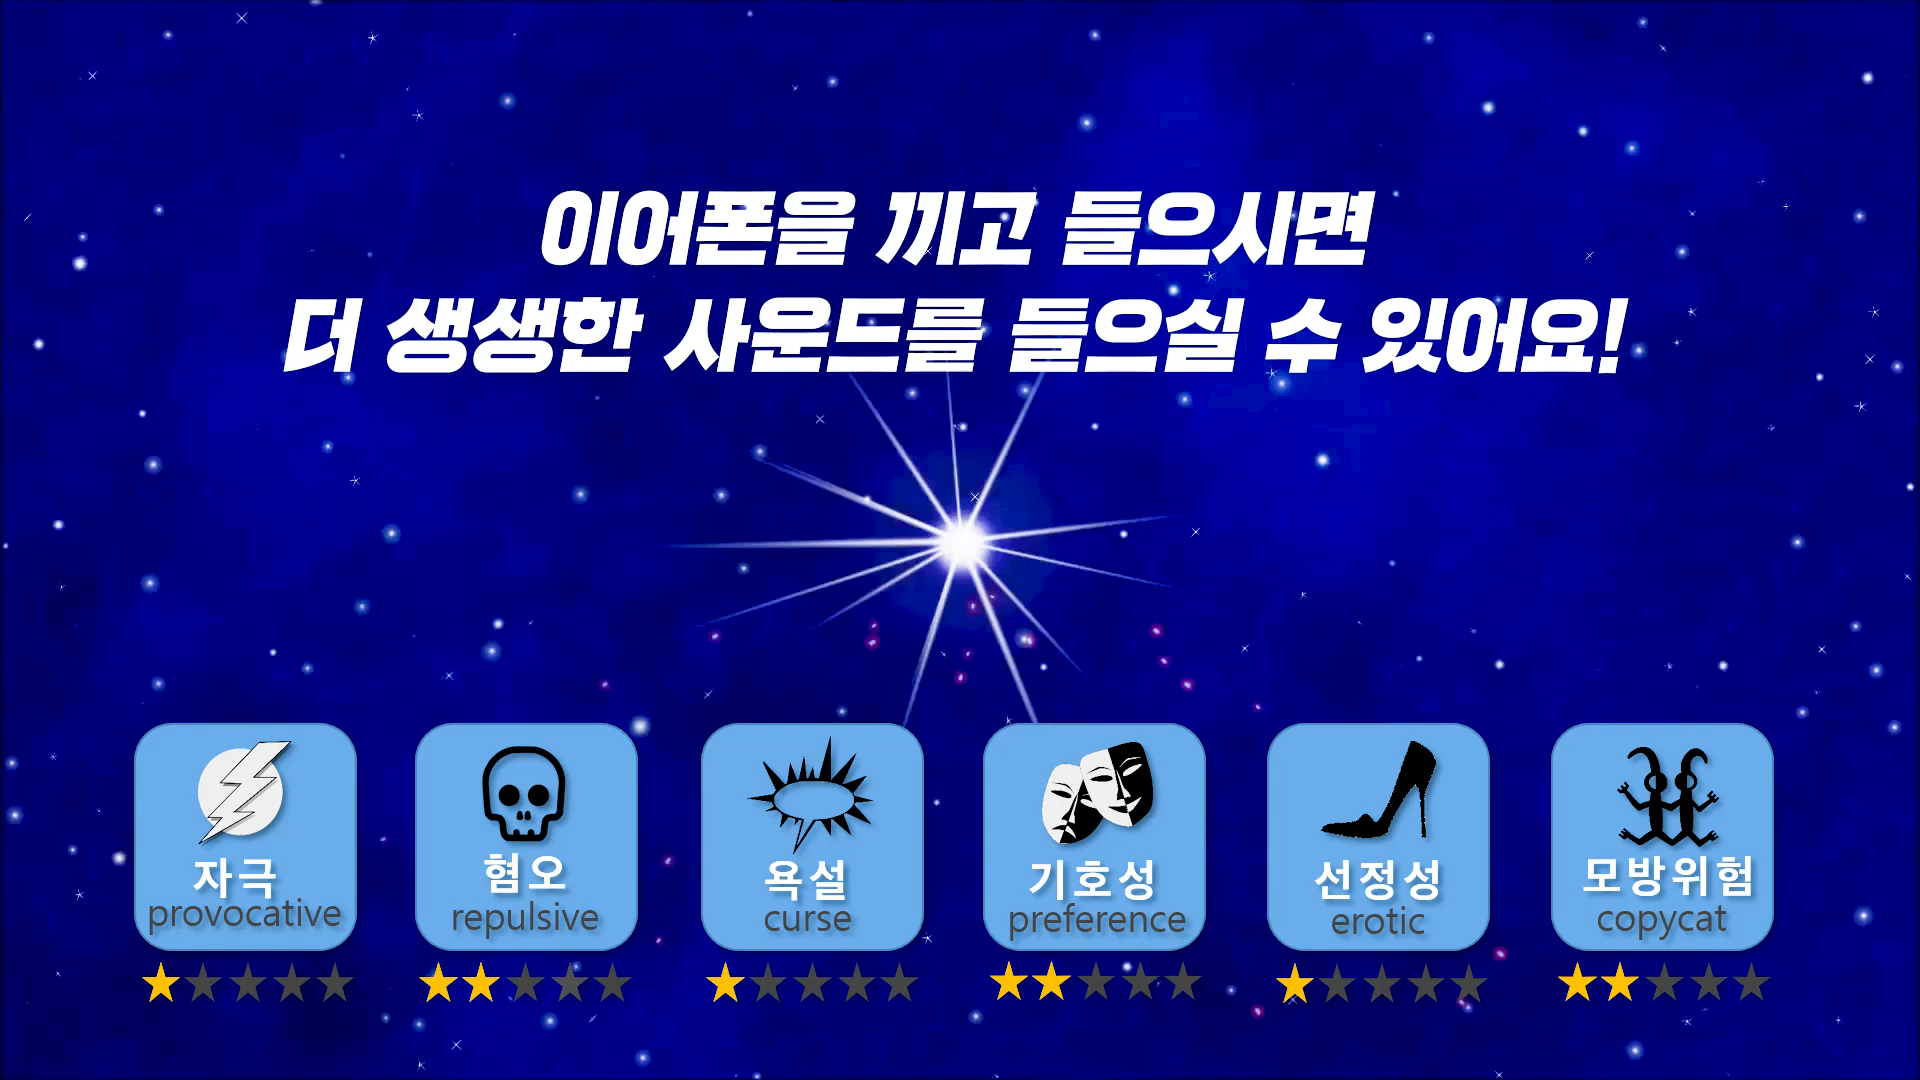 이어폰을 끼고 들으시면
더 생생한 사운드를 들으실 수 있어요!
자극
provocative
혐오
repulsive
욕설
curse
기호성
preference
선정성
erotic
모방위험
copycat